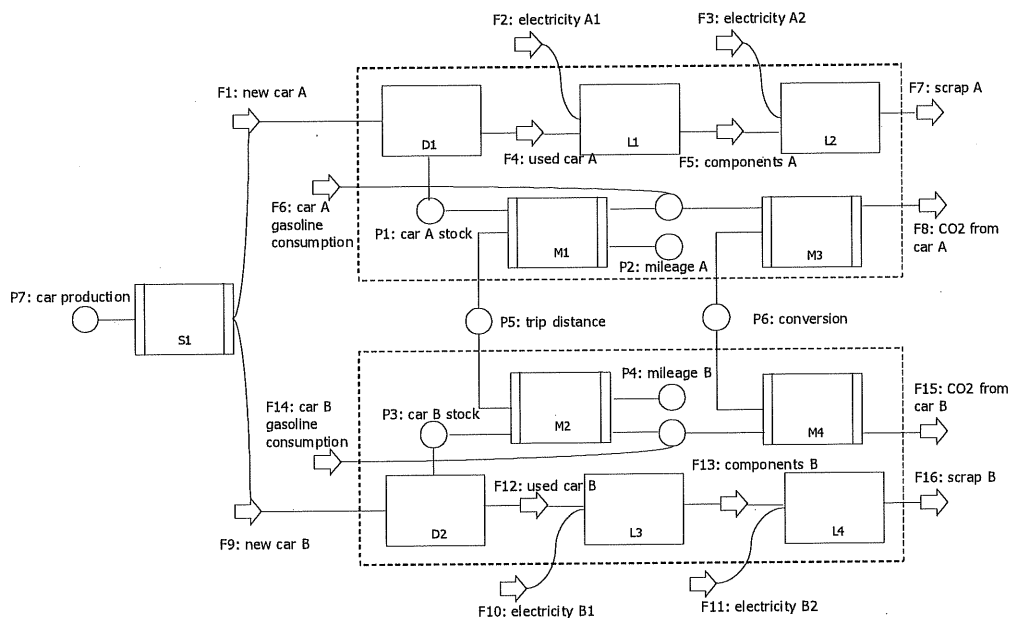 F2: electricity A1
F3: electricity A2
F1: new car A
F7: scrap A
D1
L1
L2
F4: used car A
F5: components A
F6: car A
gasoline
consumption
P1: car A stock
M1
P2: mileage A
M3
F8: CO2 from
car A
P7: car production
S1
P5: trip distance
P6: conversion
F14: car B
gasoline
consumption
P3: car B stock
M2
P4: mileage B
M4
F15: CO2 from
car B
F12: used car B
F13: components B
F16: scrap B
F9: new car B
D2
L3
L4
F10: electricity B1
F11: electricity B2